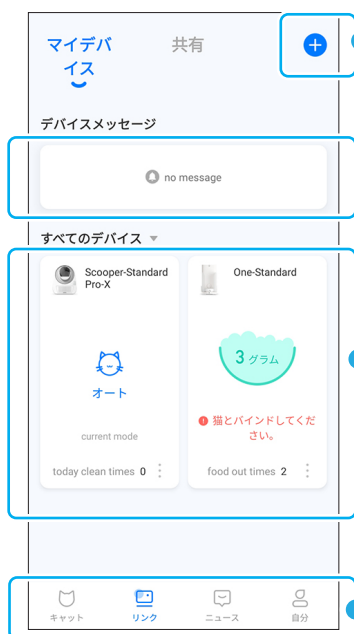 マイデバ
イス
共有
デバイスメッセージ
no message
すべてのデバイス
Scooper-Standard
Pro-X
オート
current mode
today clean times 0
One-Standard
3 グラム
猫とバインドしてくだ
さい。
food out times 2
キャット
リンク
ニュース
自分